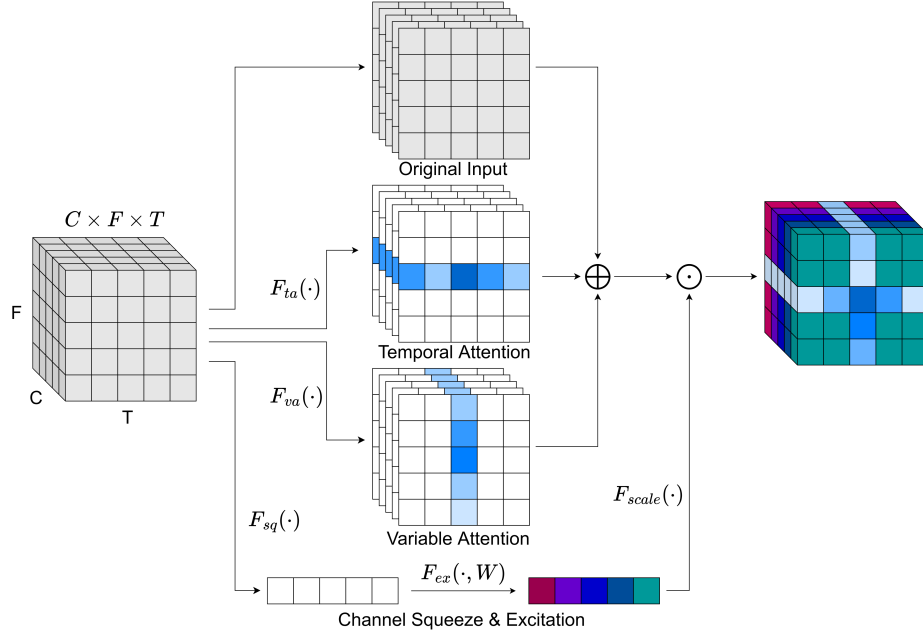 Original Input
C × F × T
F
C
T
F_{ta}(·)
Temporal Attention
F_{va}(·)
Variable Attention
F_{sq}(·)
F_{scale}(·)
F_{ex}(·, W)
Channel Squeeze & Excitation